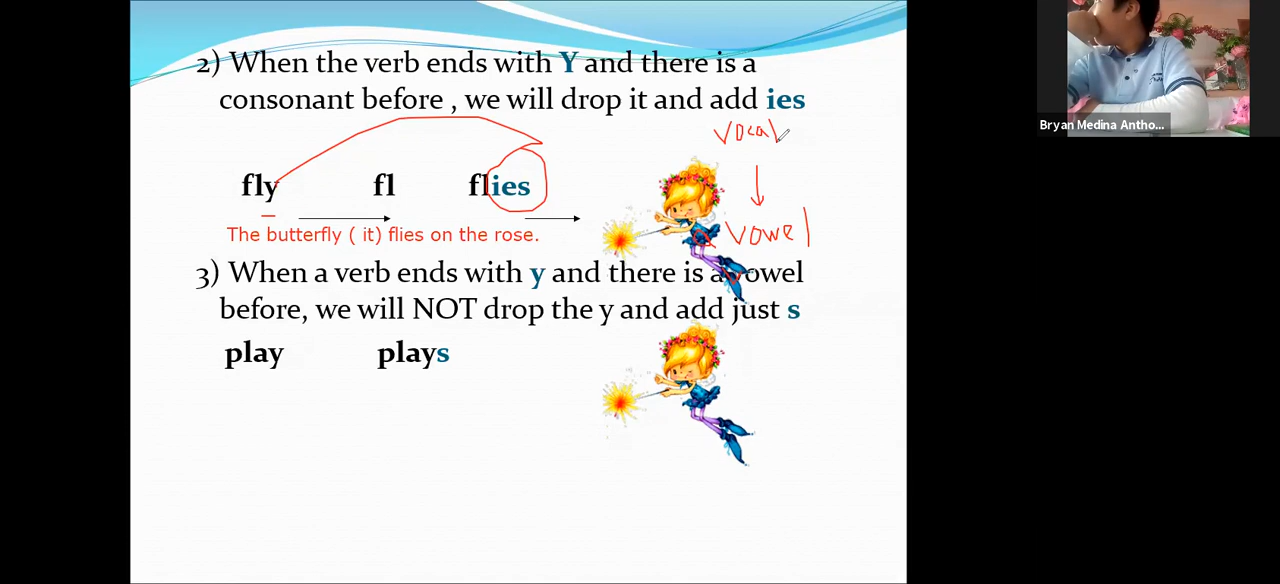 2) When the verb ends with Y and there is a
consonant before , we will drop it and add ies
vocal
fly fl flies
vowel
The butterfly ( it) flies on the rose.
3) When a verb ends with y and there is a vowel
before, we will NOT drop the y and add just s
play plays
Bryan Medina Antho...